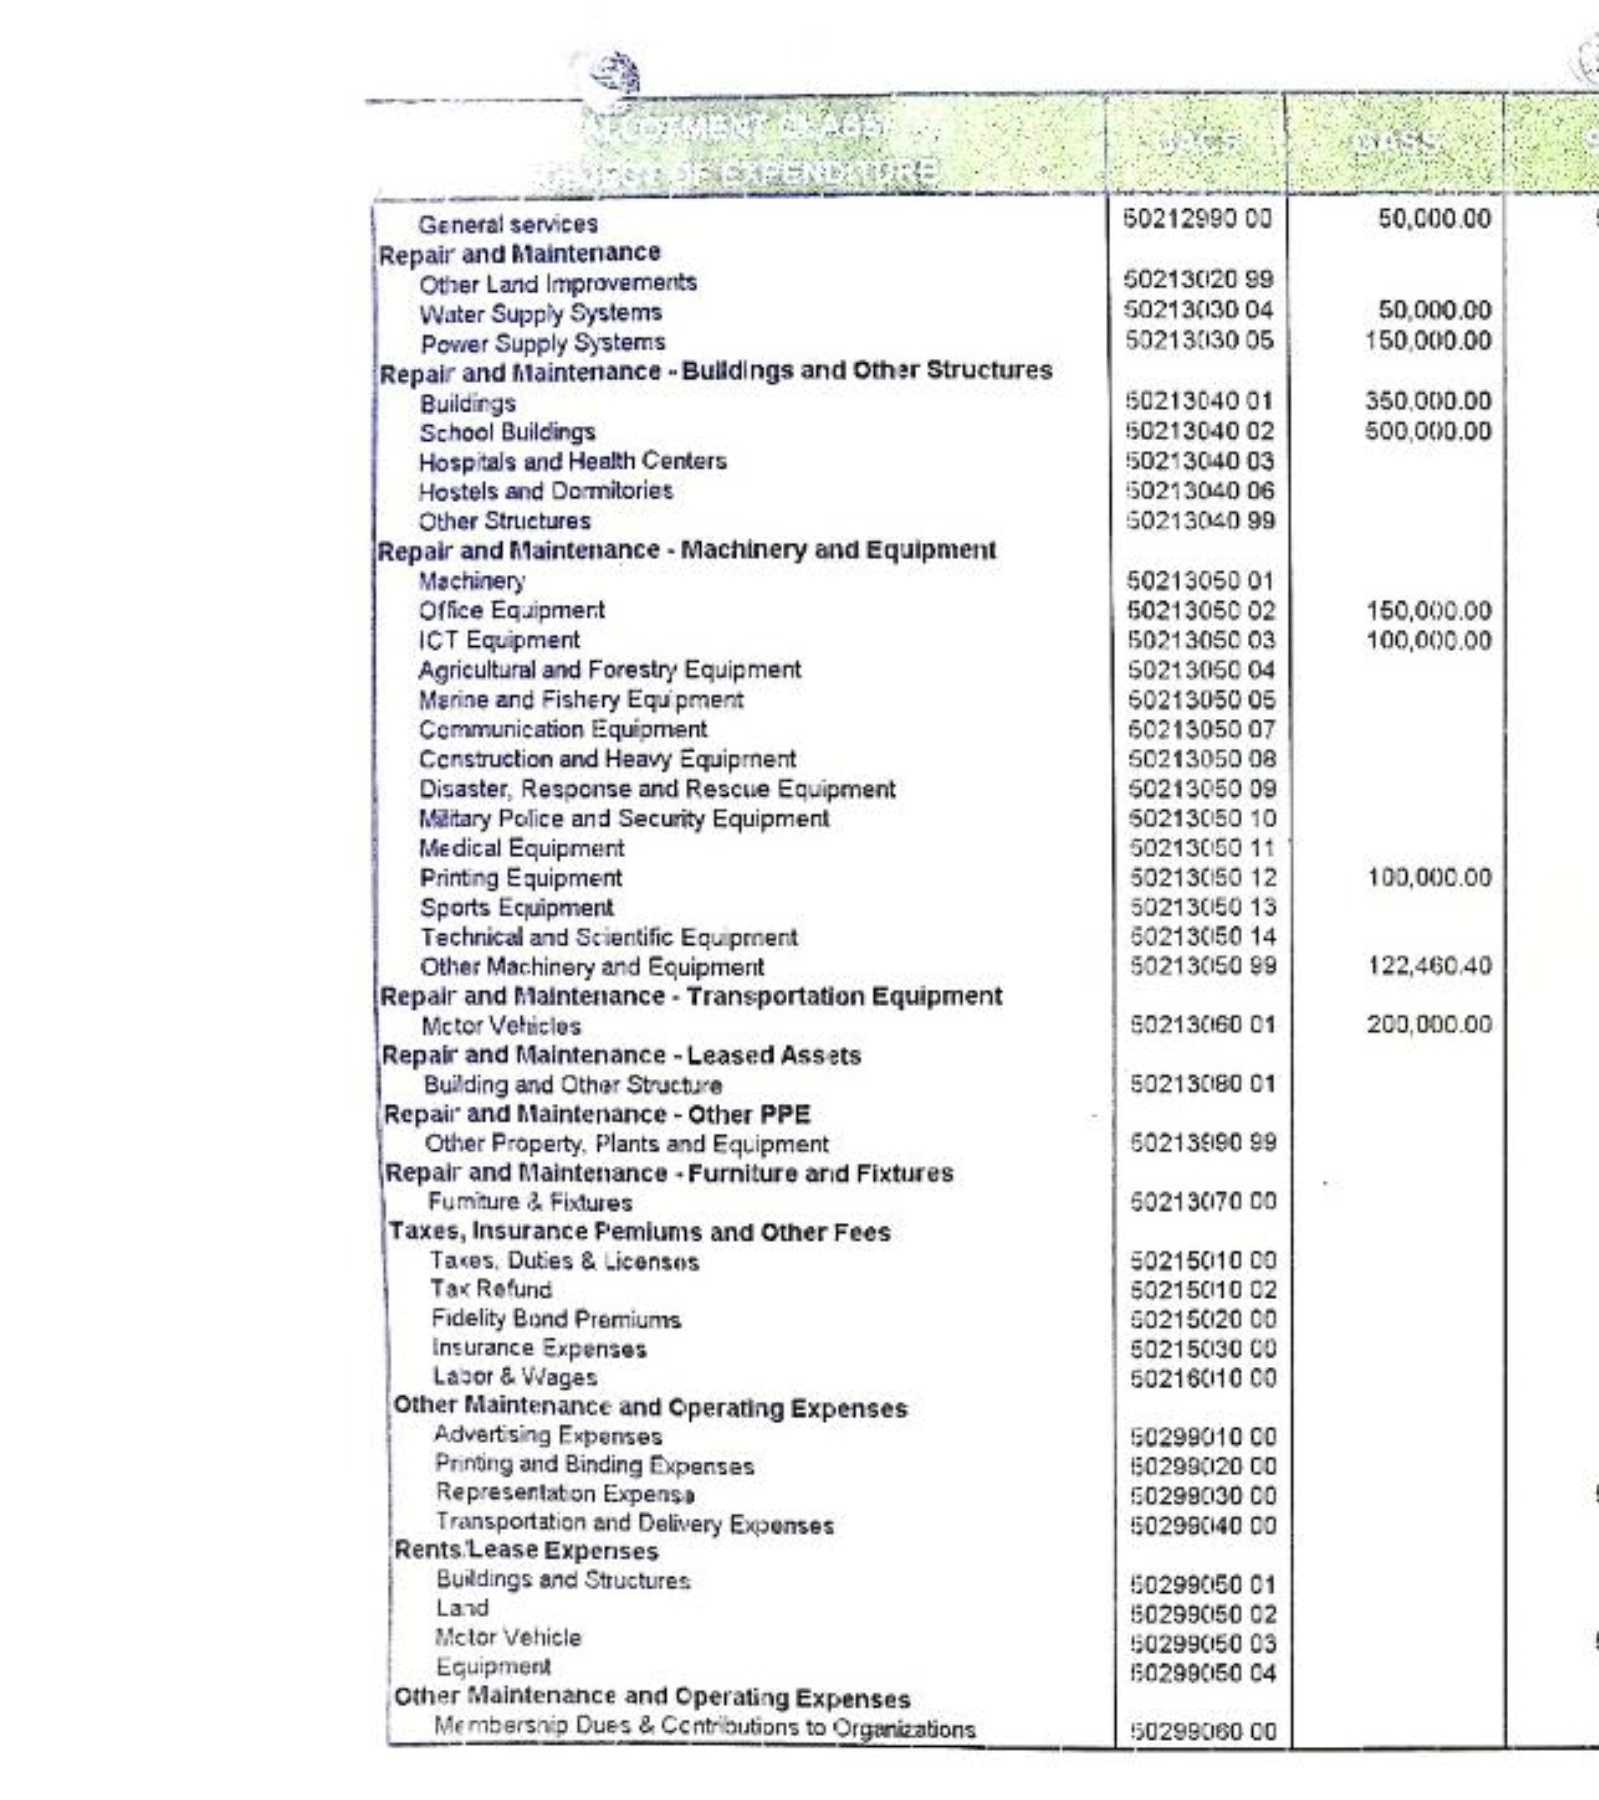 ALLOTMENT CLASS
UACS GASS
OBJECT OF EXPENDITURE
General services 50212990 00 50,000.00
Repair and Maintenance
Other Land Improvements 50213020 99
Water Supply Systems 50213030 04 50,000.00
Power Supply Systems 50213030 05 150,000.00
Repair and Maintenance - Buildings and Other Structures
Buildings 50213040 01 350,000.00
School Buildings 50213040 02 500,000.00
Hospitals and Health Centers 50213040 03
Hostels and Dormitories 50213040 06
Other Structures 50213040 99
Repair and Maintenance - Machinery and Equipment
Machinery 50213050 01
Office Equipment 50213050 02 150,000.00
ICT Equipment 50213050 03 100,000.00
Agricultural and Forestry Equipment 50213050 04
Marine and Fishery Equipment 50213050 05
Communication Equipment 50213050 07
Construction and Heavy Equipment 50213050 08
Disaster, Response and Rescue Equipment 50213050 09
Military Police and Security Equipment 50213050 10
Medical Equipment 50213050 11
Printing Equipment 50213050 12 100,000.00
Sports Equipment 50213050 13
Technical and Scientific Equipment 50213050 14
Other Machinery and Equipment 50213050 99 122,460.40
Repair and Maintenance - Transportation Equipment
Motor Vehicles 50213060 01 200,000.00
Repair and Maintenance - Leased Assets
Building and Other Structure 50213080 01
Repair and Maintenance - Other PPE
Other Property, Plants and Equipment 50213990 99
Repair and Maintenance - Furniture and Fixtures
Furniture & Fixtures 50213070 00
Taxes, Insurance Pemiums and Other Fees
Taxes, Duties & Licenses 50215010 00
Tax Refund 50215010 02
Fidelity Bond Premiums 50215020 00
Insurance Expenses 50215030 00
Labor & Wages 50216010 00
Other Maintenance and Operating Expenses
Advertising Expenses 50299010 00
Printing and Binding Expenses 50299020 00
Representation Expense 50299030 00
Transportation and Delivery Expenses 50299040 00
Rents/Lease Expenses
Buildings and Structures 50299050 01
Land 50299050 02
Motor Vehicle 50299050 03
Equipment 50299050 04
Other Maintenance and Operating Expenses
Membership Dues & Contributions to Organizations 50299060 00